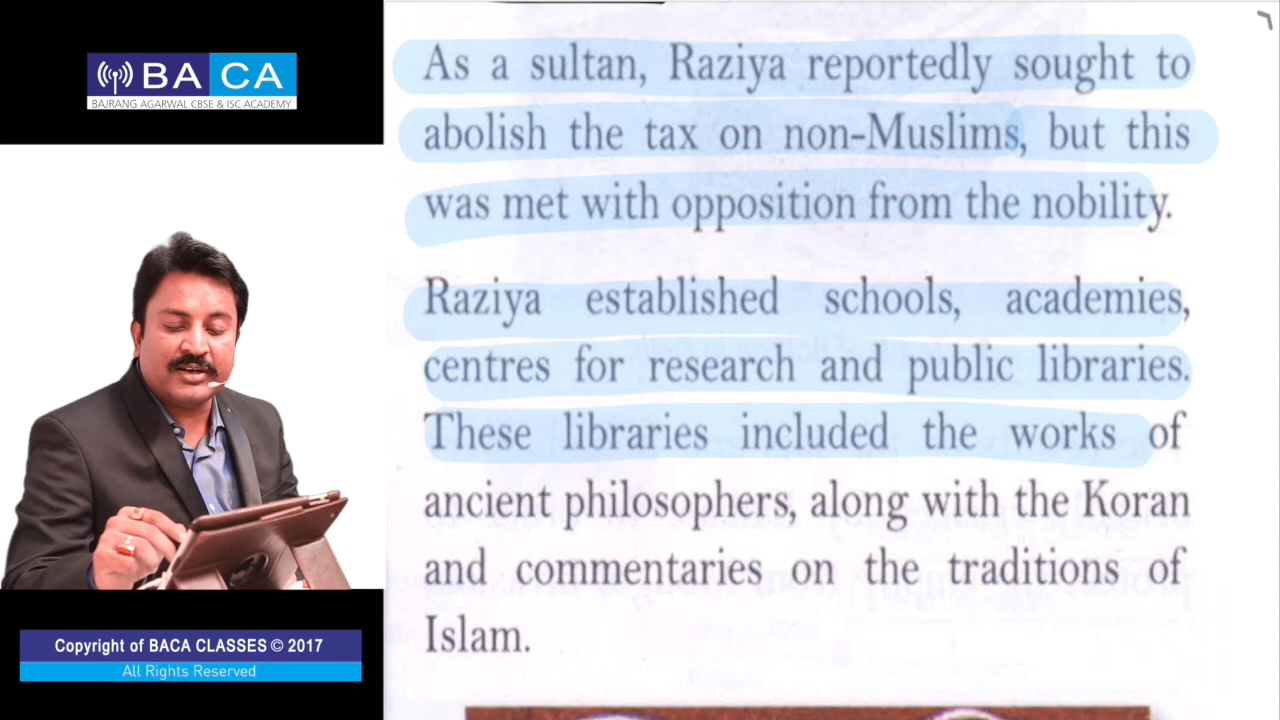 BACA
BAJRANG AGARWAL CBSE & ISC ACADEMY
As a sultan, Raziya reportedly sought to
abolish the tax on non-Muslims, but this
was met with opposition from the nobility.
Raziya established schools, academies,
centres for research and public libraries.
These libraries included the works of
ancient philosophers, along with the Koran
and commentaries on the traditions of
Islam.
Copyright of BACA CLASSES © 2017
All Rights Reserved